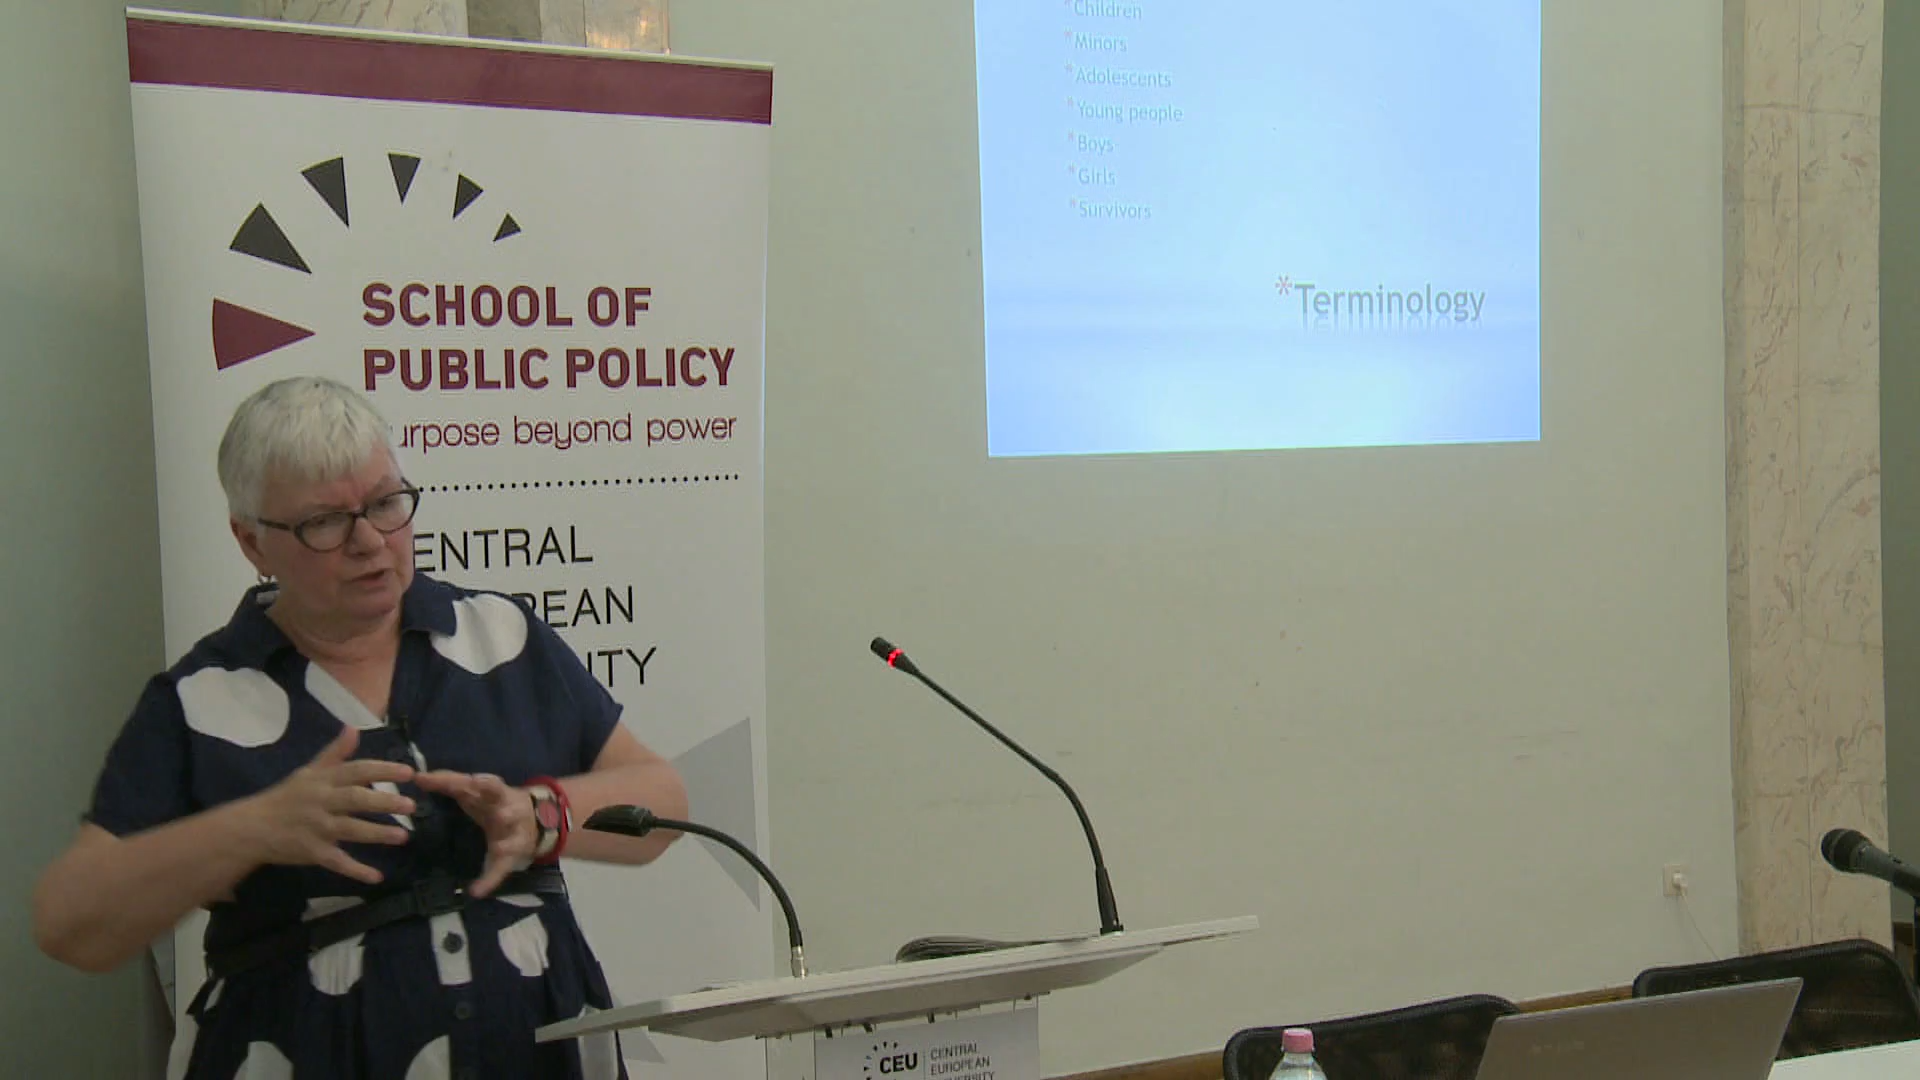 SCHOOL OF
PUBLIC POLICY
urpose beyond power
ENTRAL
PEAN
ITY
*Children
*Minors
*Adolescents
*Young people
*Boys
*Girls
*Survivors
*Terminology
CEU
CENTRAL
EUROPEAN